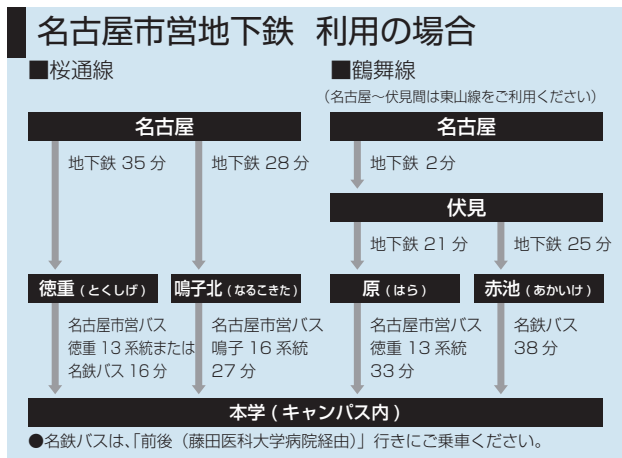 名古屋市営地下鉄 利用の場合
■桜通線
■鶴舞線
（名古屋～伏見間は東山線をご利用ください）
名古屋
名古屋
地下鉄 35 分
地下鉄 28 分
地下鉄 2分
伏見
地下鉄 21 分
地下鉄 25 分
徳重 ( とくしげ )
鳴子北 ( なるこきた )
原 ( はら )
赤池 ( あかいけ )
名古屋市営バス
徳重 13 系統または
名鉄バス 16 分
名古屋市営バス
鳴子 16 系統
27 分
名古屋市営バス
徳重 13 系統
33 分
名鉄バス
38 分
本学 ( キャンパス内 )
●名鉄バスは、「前後（藤田医科大学病院経由）」行きにご乗車ください。